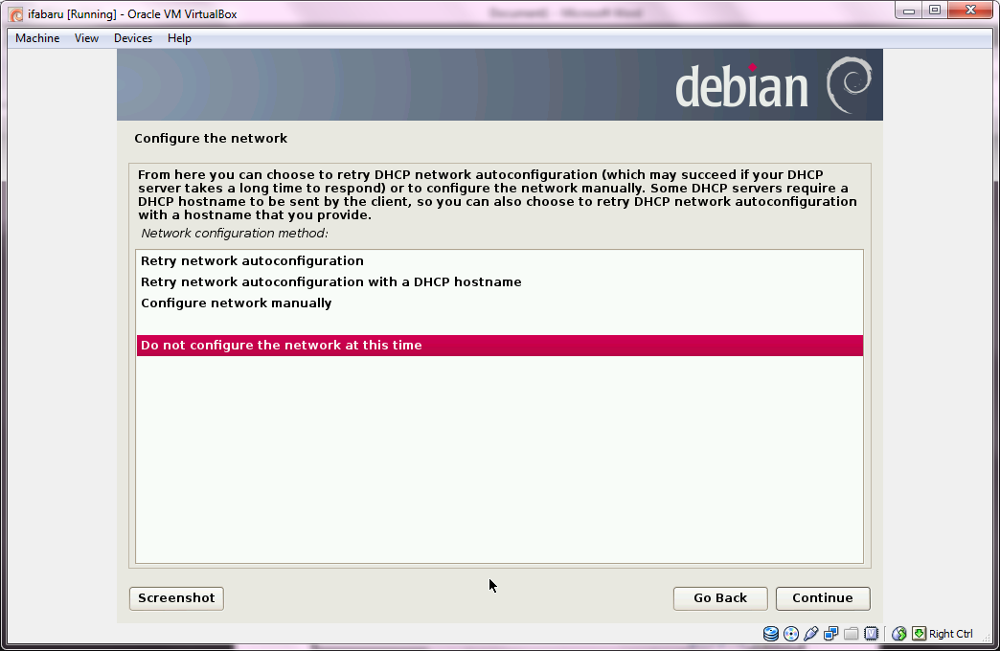 ifabaru [Running] - Oracle VM VirtualBox
Machine View Devices Help
debian
Configure the network
From here you can choose to retry DHCP network autoconfiguration (which may succeed if your DHCP
server takes a long time to respond) or to configure the network manually. Some DHCP servers require a
DHCP hostname to be sent by the client, so you can also choose to retry DHCP network autoconfiguration
with a hostname that you provide.
Network configuration method:
Retry network autoconfiguration
Retry network autoconfiguration with a DHCP hostname
Configure network manually
Do not configure the network at this time
Screenshot
Go Back
Continue
Right Ctrl